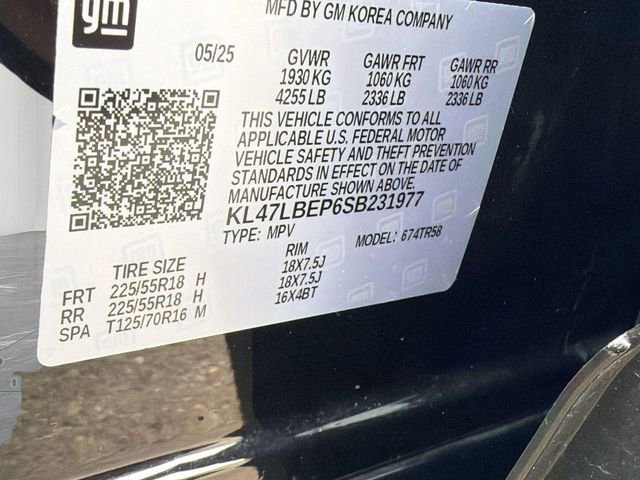 gm
MFD BY GM KOREA COMPANY
05/25 GVWR GAWR FRT GAWR RR
1930 KG 1060 KG 1060 KG
4255 LB 2336 LB 2336 LB
THIS VEHICLE CONFORMS TO ALL
APPLICABLE U.S. FEDERAL MOTOR
VEHICLE SAFETY AND THEFT PREVENTION
STANDARDS IN EFFECT ON THE DATE OF
MANUFACTURE SHOWN ABOVE.
KL47LBEP6SB231977
TYPE: MPV MODEL: 674TR58
TIRE SIZE RIM
FRT 225/55R18 H 18X7.5J
RR 225/55R18 H 18X7.5J
SPA T125/70R16 M 16X4BT